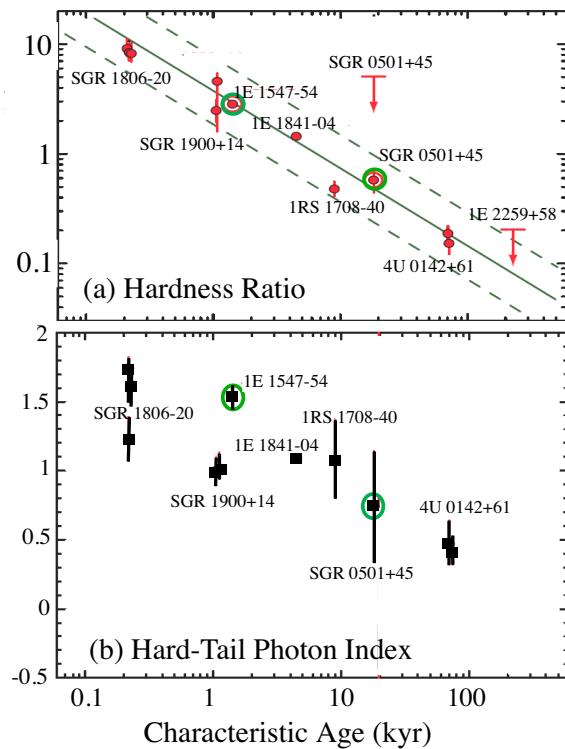 10
SGR 0501+45
SGR 1806-20
1E 1547-54
1E 1841-04
1
SGR 1900+14
SGR 0501+45
1RS 1708-40
1E 2259+58
0.1
4U 0142+61
(a) Hardness Ratio
2
1E 1547-54
1.5
SGR 1806-20
1RS 1708-40
1E 1841-04
1
SGR 1900+14
4U 0142+61
0.5
SGR 0501+45
0
(b) Hard-Tail Photon Index
-0.5
0.1 1 10 100
Characteristic Age (kyr)